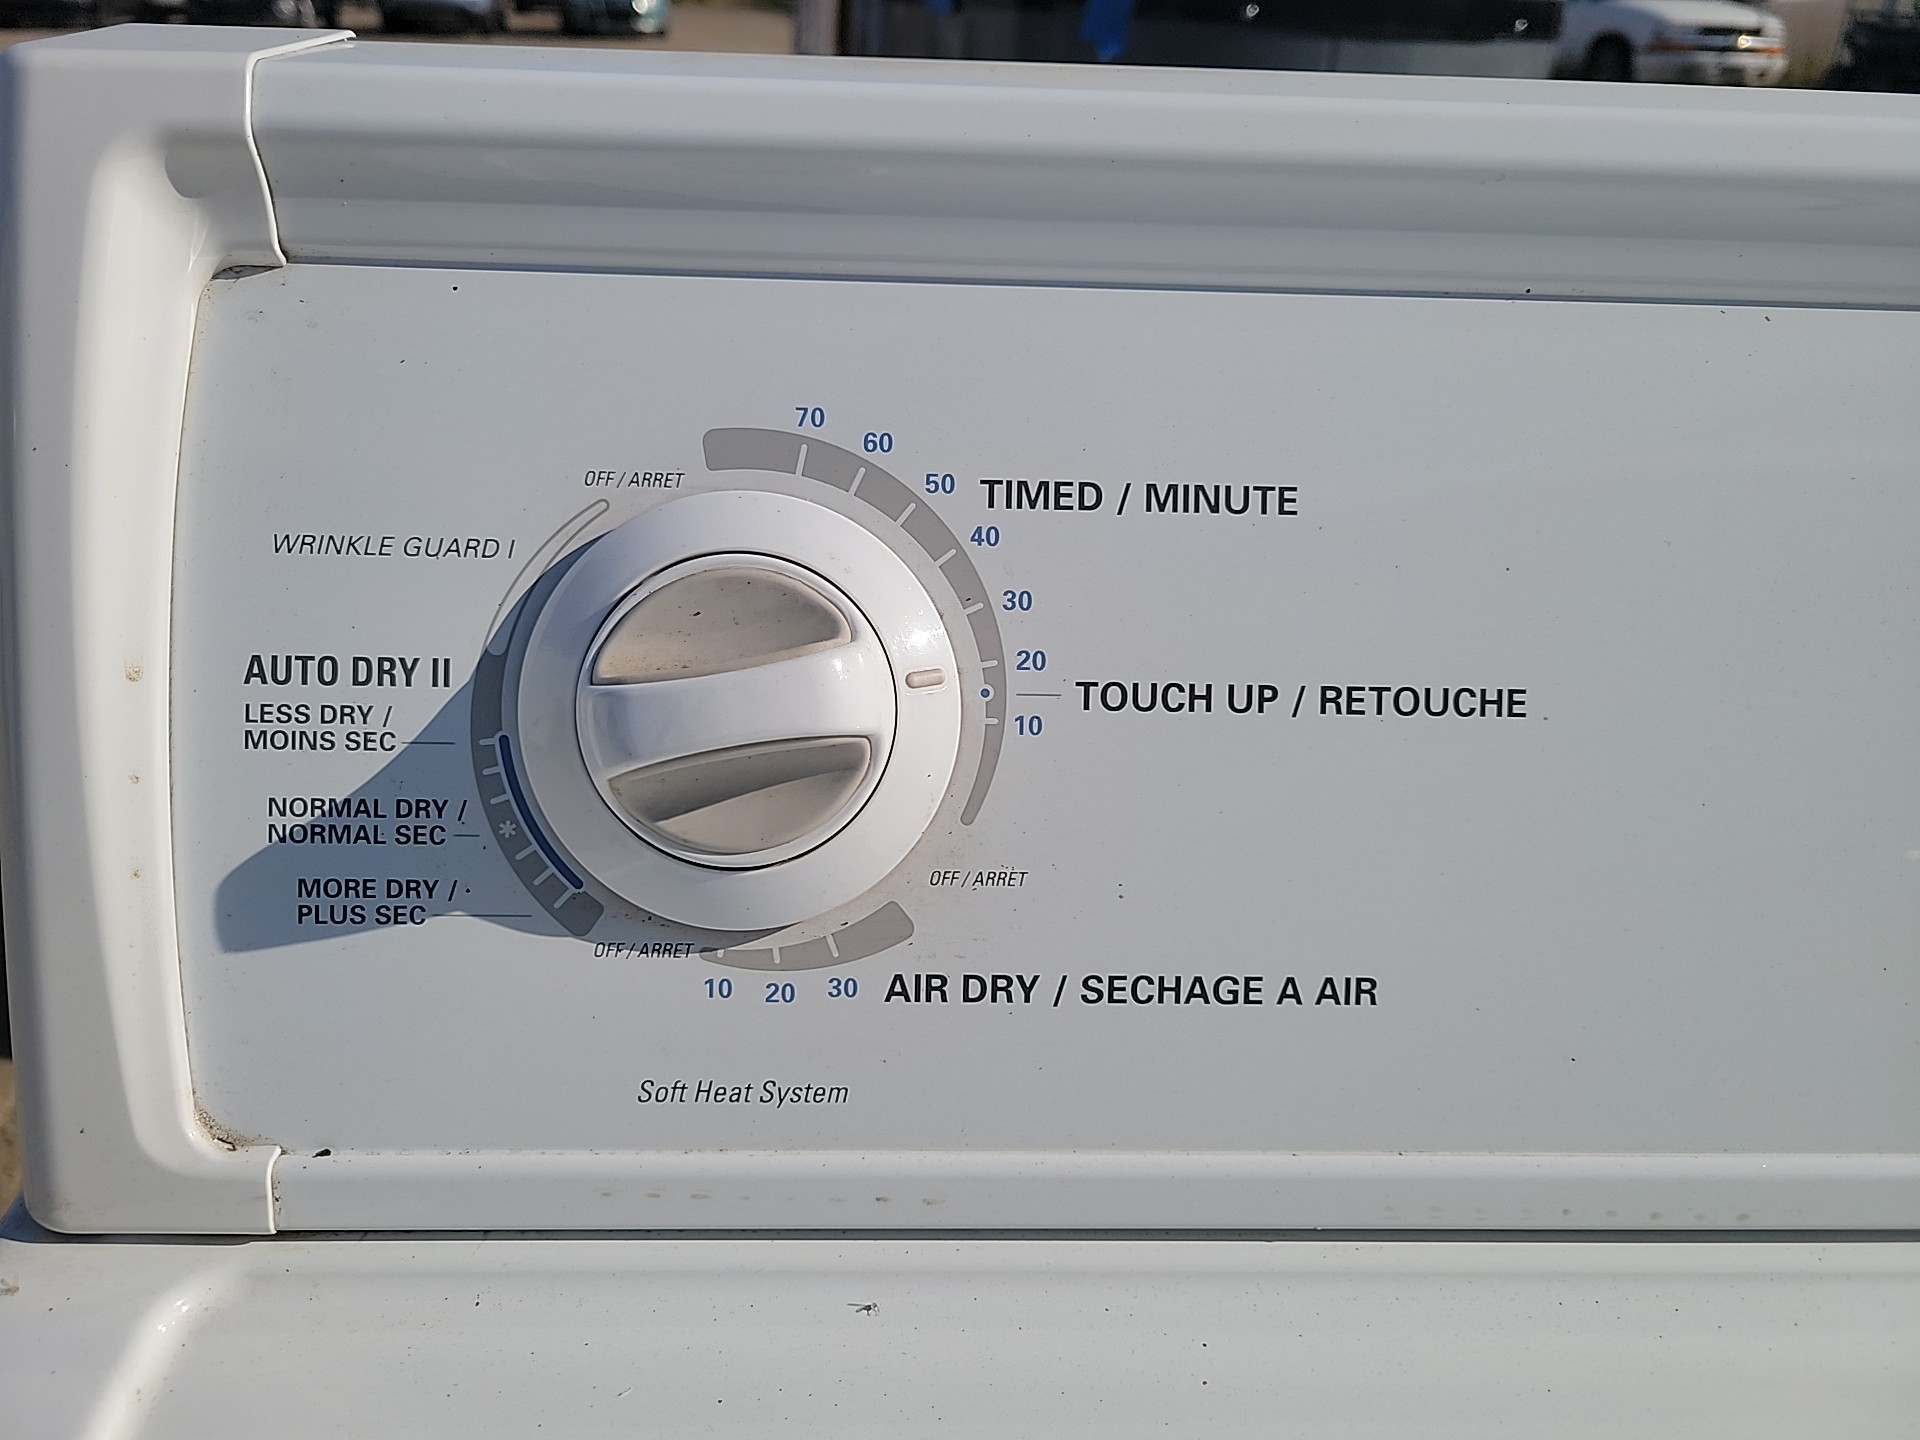 70
60
50
TIMED / MINUTE
40
30
20
TOUCH UP / RETOUCHE
10
OFF / ARRET
WRINKLE GUARD I
AUTO DRY II
LESS DRY /
MOINS SEC
NORMAL DRY /
NORMAL SEC
*
MORE DRY /
PLUS SEC
OFF / ARRET
OFF / ARRET
10 20 30
AIR DRY / SECHAGE A AIR
Soft Heat System